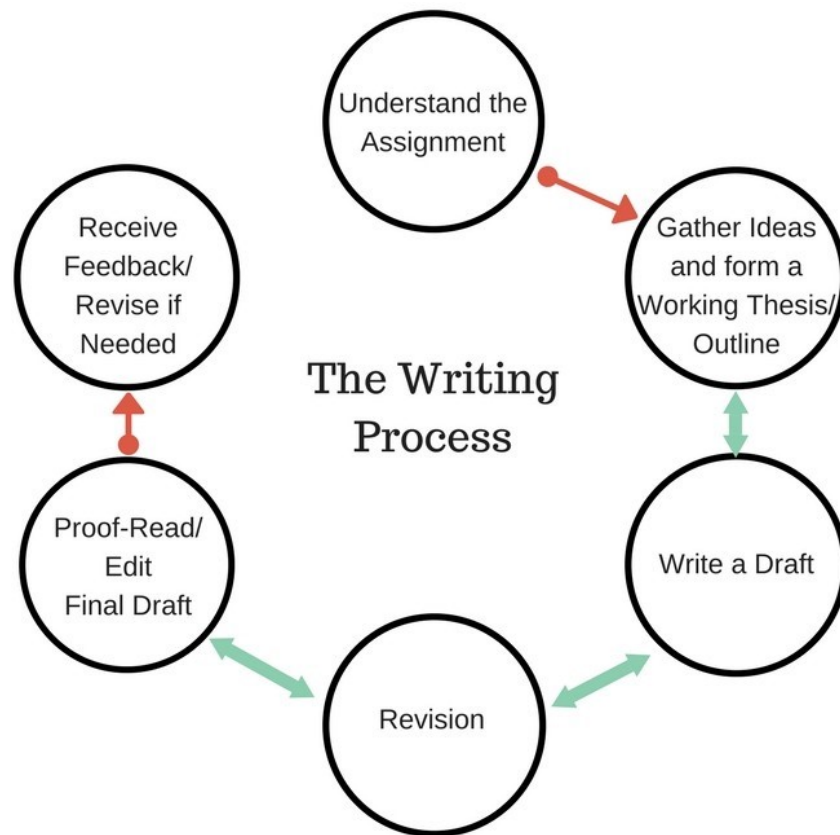 Understand the
Assignment
Gather Ideas
and form a
Working Thesis/
Outline
Write a Draft
Revision
Proof-Read/
Edit
Final Draft
Receive
Feedback/
Revise if
Needed
The Writing
Process